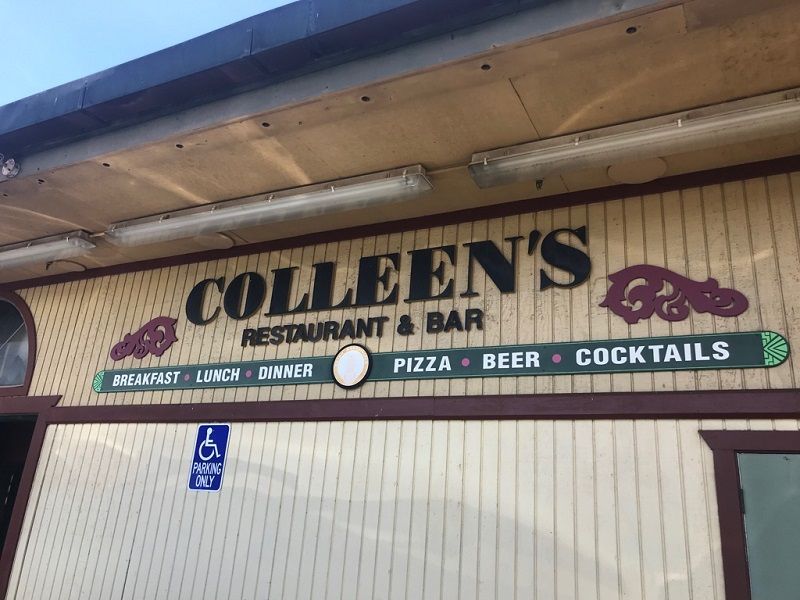 COLLEEN'S
RESTAURANT & BAR
BREAKFAST • LUNCH • DINNER PIZZA • BEER • COCKTAILS
PARKING
ONLY